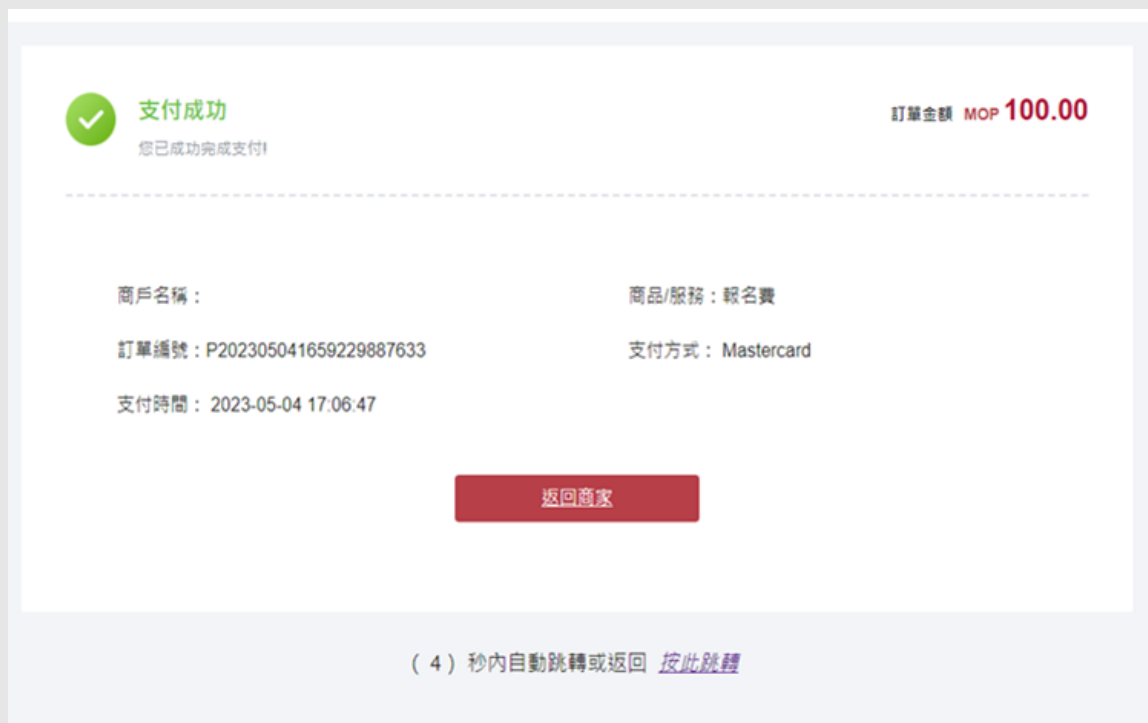 支付成功
訂單金額 MOP 100.00
您已成功完成支付!
商戶名稱：
商品/服務：報名費
訂單編號：P202305041659229887633
支付方式： Mastercard
支付時間： 2023-05-04 17:06:47
返回商家
( 4 ) 秒內自動跳轉或返回 按此跳轉